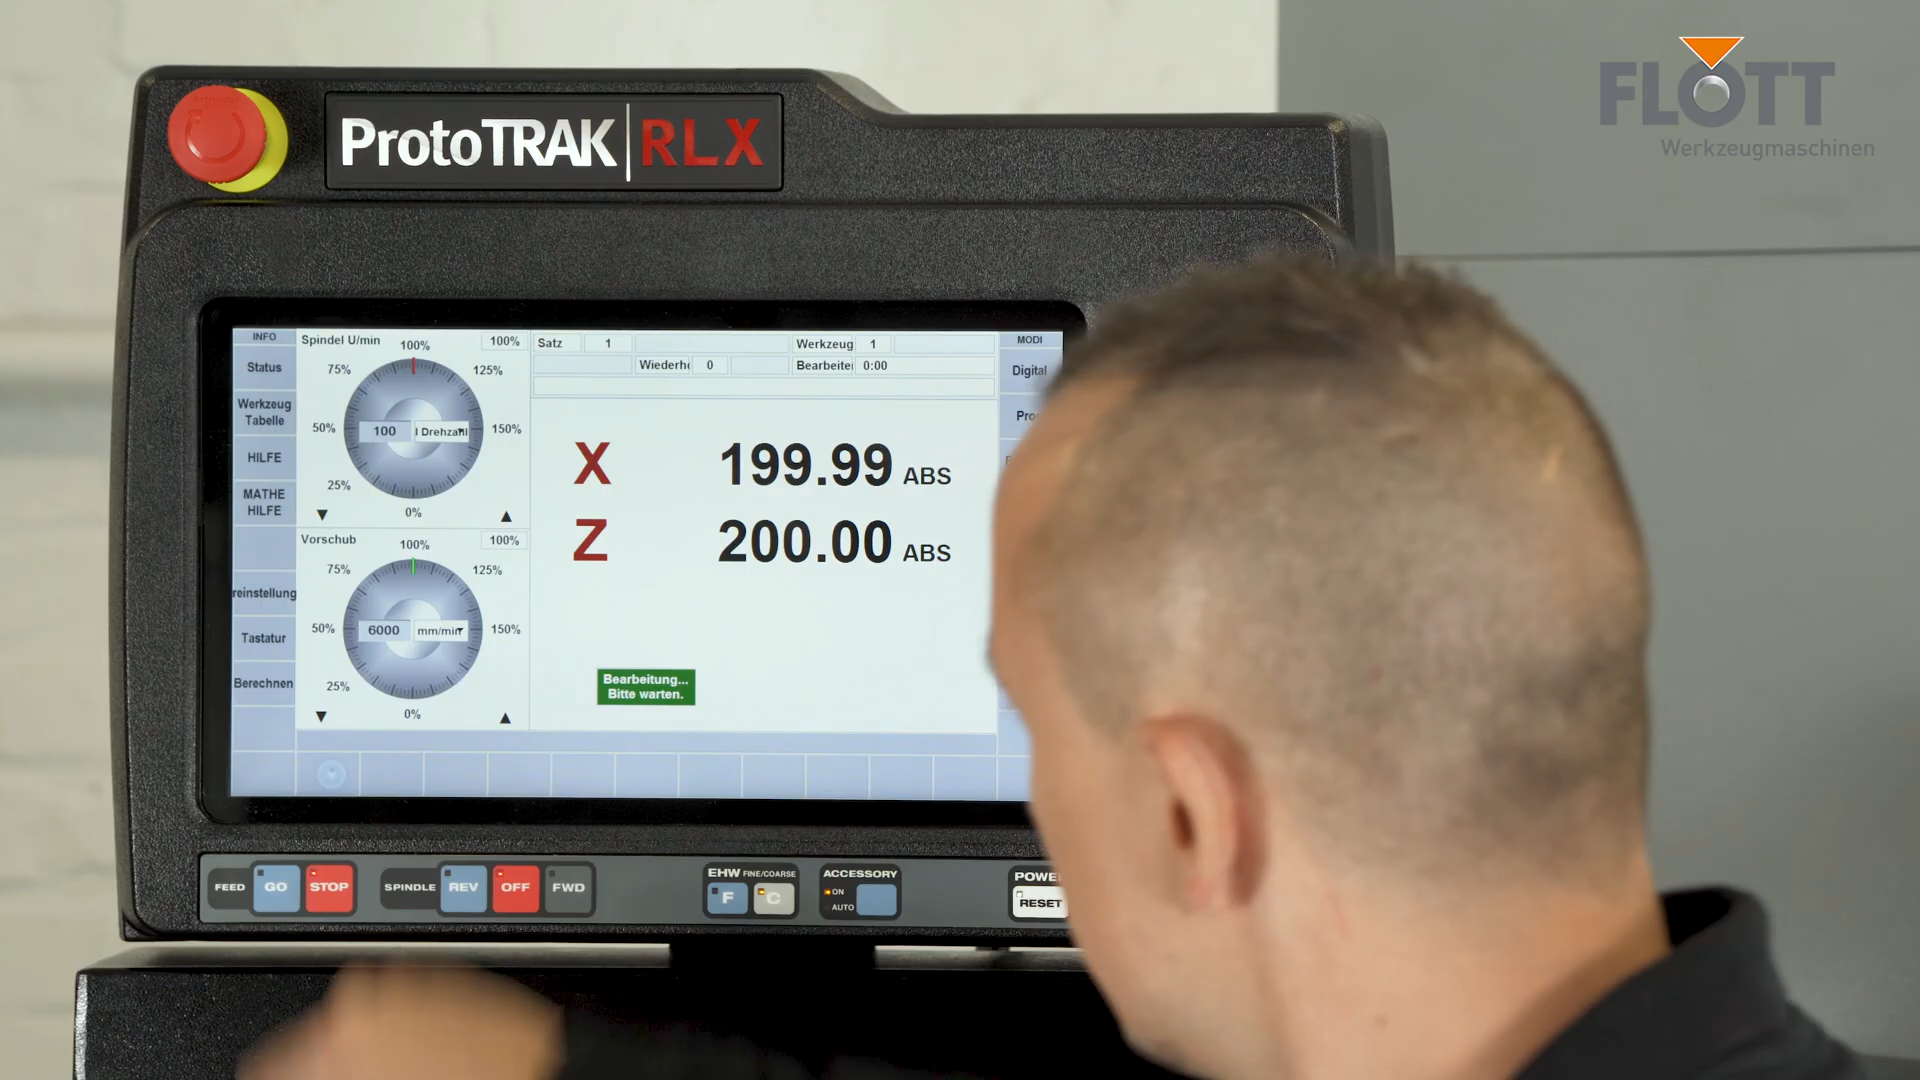 FLOTT
Werkzeugmaschinen
ProtoTRAK RLX
INFO
Status
Werkzeug
Tabelle
HILFE
MATHE
HILFE
reinstellung
Tastatur
Berechnen
Spindel U/min
100%
100%
75%
125%
50%
100
Drehzahl
150%
25%
0%
Vorschub
100%
100%
75%
125%
50%
6000
mm/min
150%
25%
0%
Satz 1
Werkzeug 1
Wiederh 0
Bearbeite 0:00
X 199.99 ABS
Z 200.00 ABS
Bearbeitung...
Bitte warten.
MODI
Digital
Pro
FEED GO STOP
SPINDLE REV OFF FWD
EHW FINE/COARSE
F C
ACCESSORY
ON
AUTO
POWE
RESET